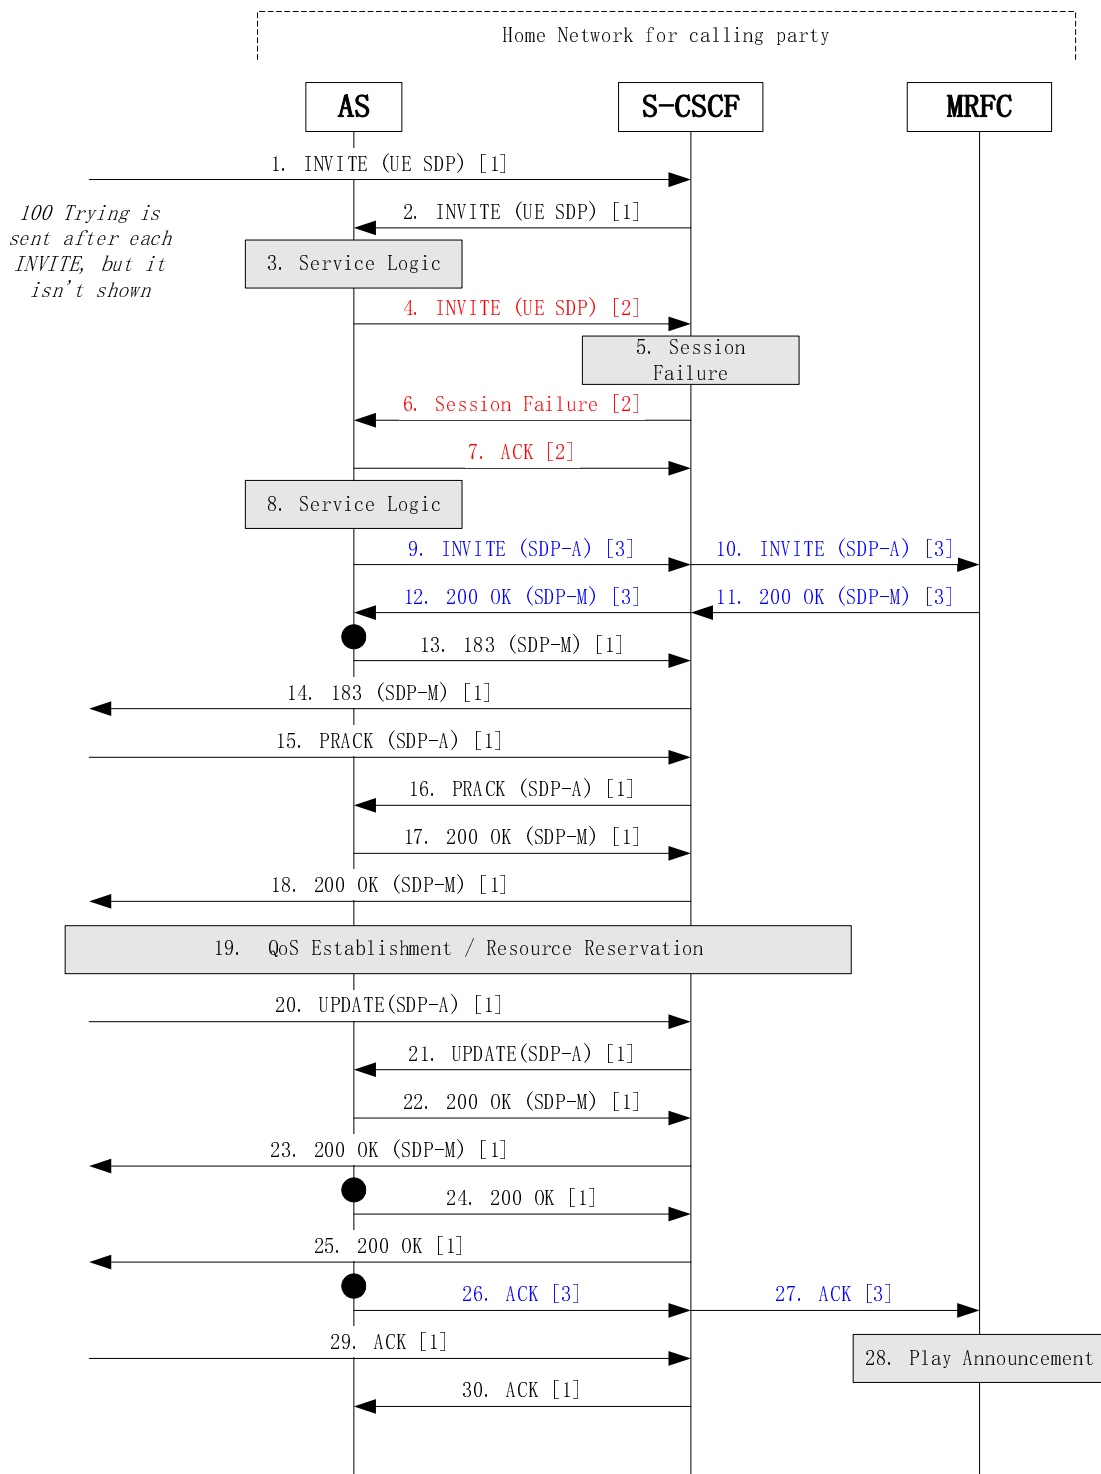 Home Network for calling party
AS
S-CSCF
MRFC
1. INVITE (UE SDP) [1]
100 Trying is
sent after each
INVITE, but it
isn't shown
2. INVITE (UE SDP) [1]
3. Service Logic
4. INVITE (UE SDP) [2]
5. Session
Failure
6. Session Failure [2]
7. ACK [2]
8. Service Logic
9. INVITE (SDP-A) [3]
10. INVITE (SDP-A) [3]
12. 200 OK (SDP-M) [3]
11. 200 OK (SDP-M) [3]
13. 183 (SDP-M) [1]
14. 183 (SDP-M) [1]
15. PRACK (SDP-A) [1]
16. PRACK (SDP-A) [1]
17. 200 OK (SDP-M) [1]
18. 200 OK (SDP-M) [1]
19. QoS Establishment / Resource Reservation
20. UPDATE(SDP-A) [1]
21. UPDATE(SDP-A) [1]
22. 200 OK (SDP-M) [1]
23. 200 OK (SDP-M) [1]
24. 200 OK [1]
25. 200 OK [1]
26. ACK [3]
27. ACK [3]
29. ACK [1]
28. Play Announcement
30. ACK [1]